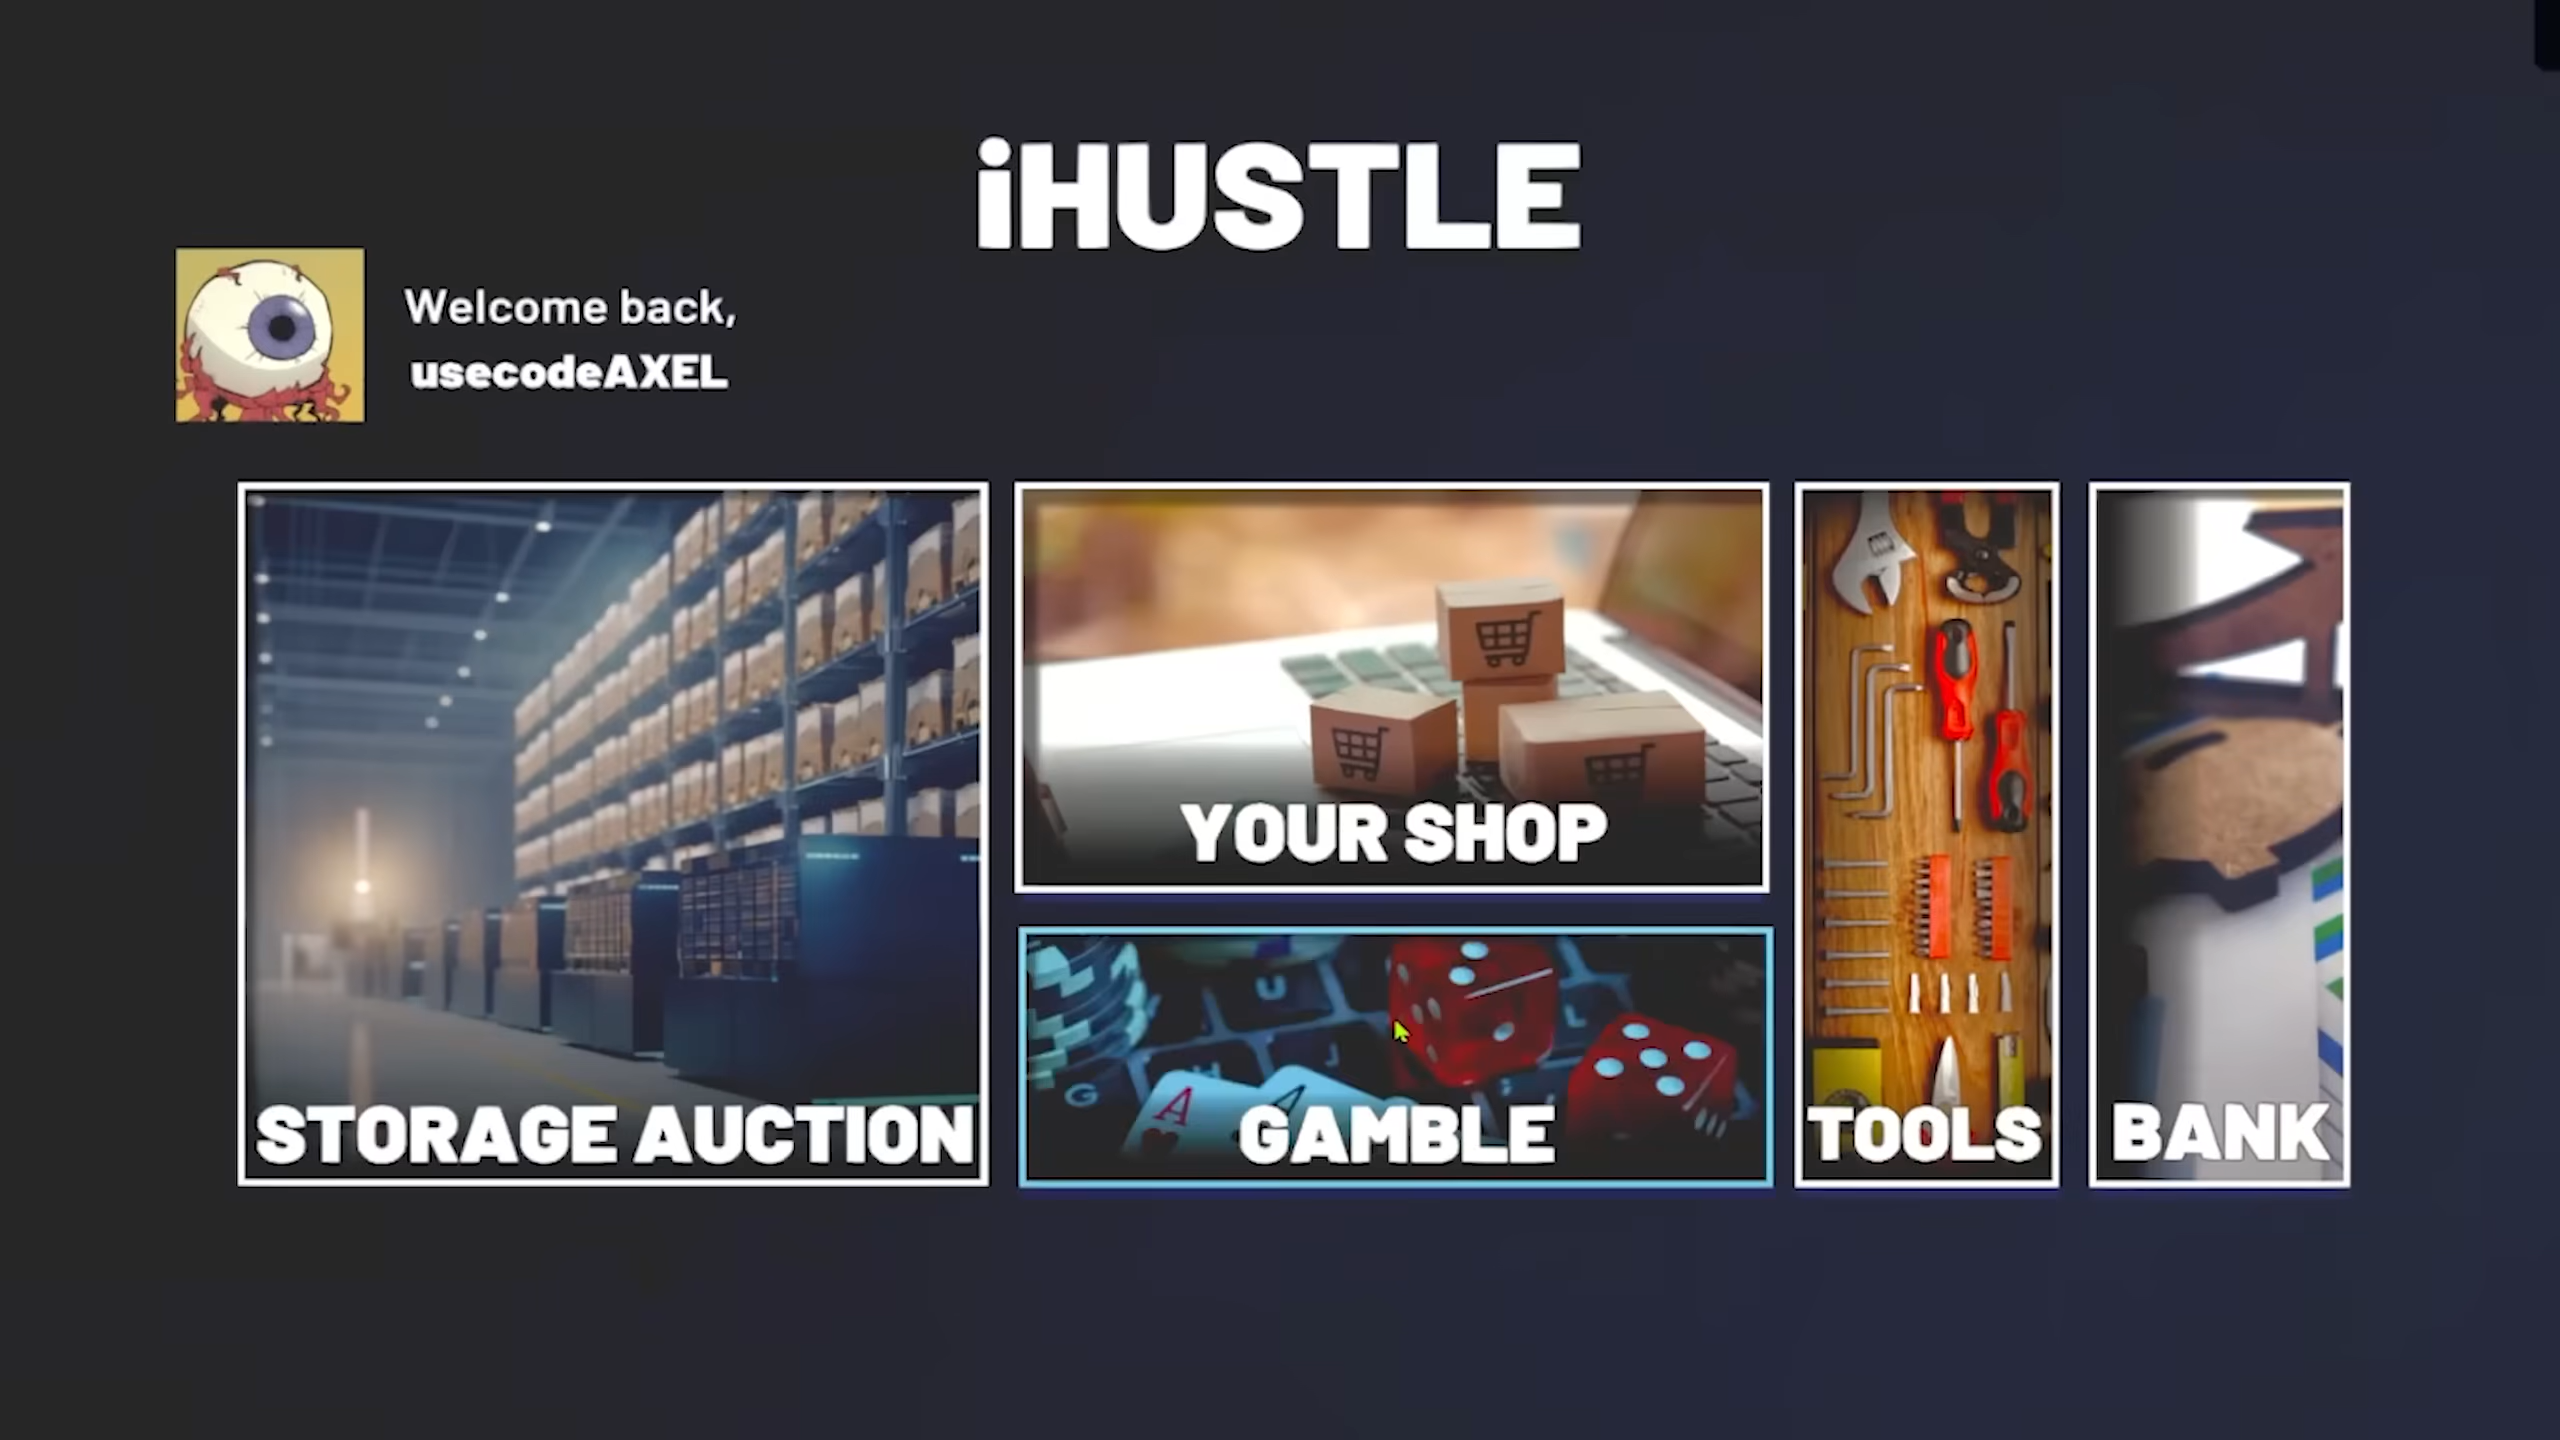 iHUSTLE
Welcome back,
usecodeAXEL
STORAGE AUCTION
YOUR SHOP
GAMBLE
TOOLS
BANK